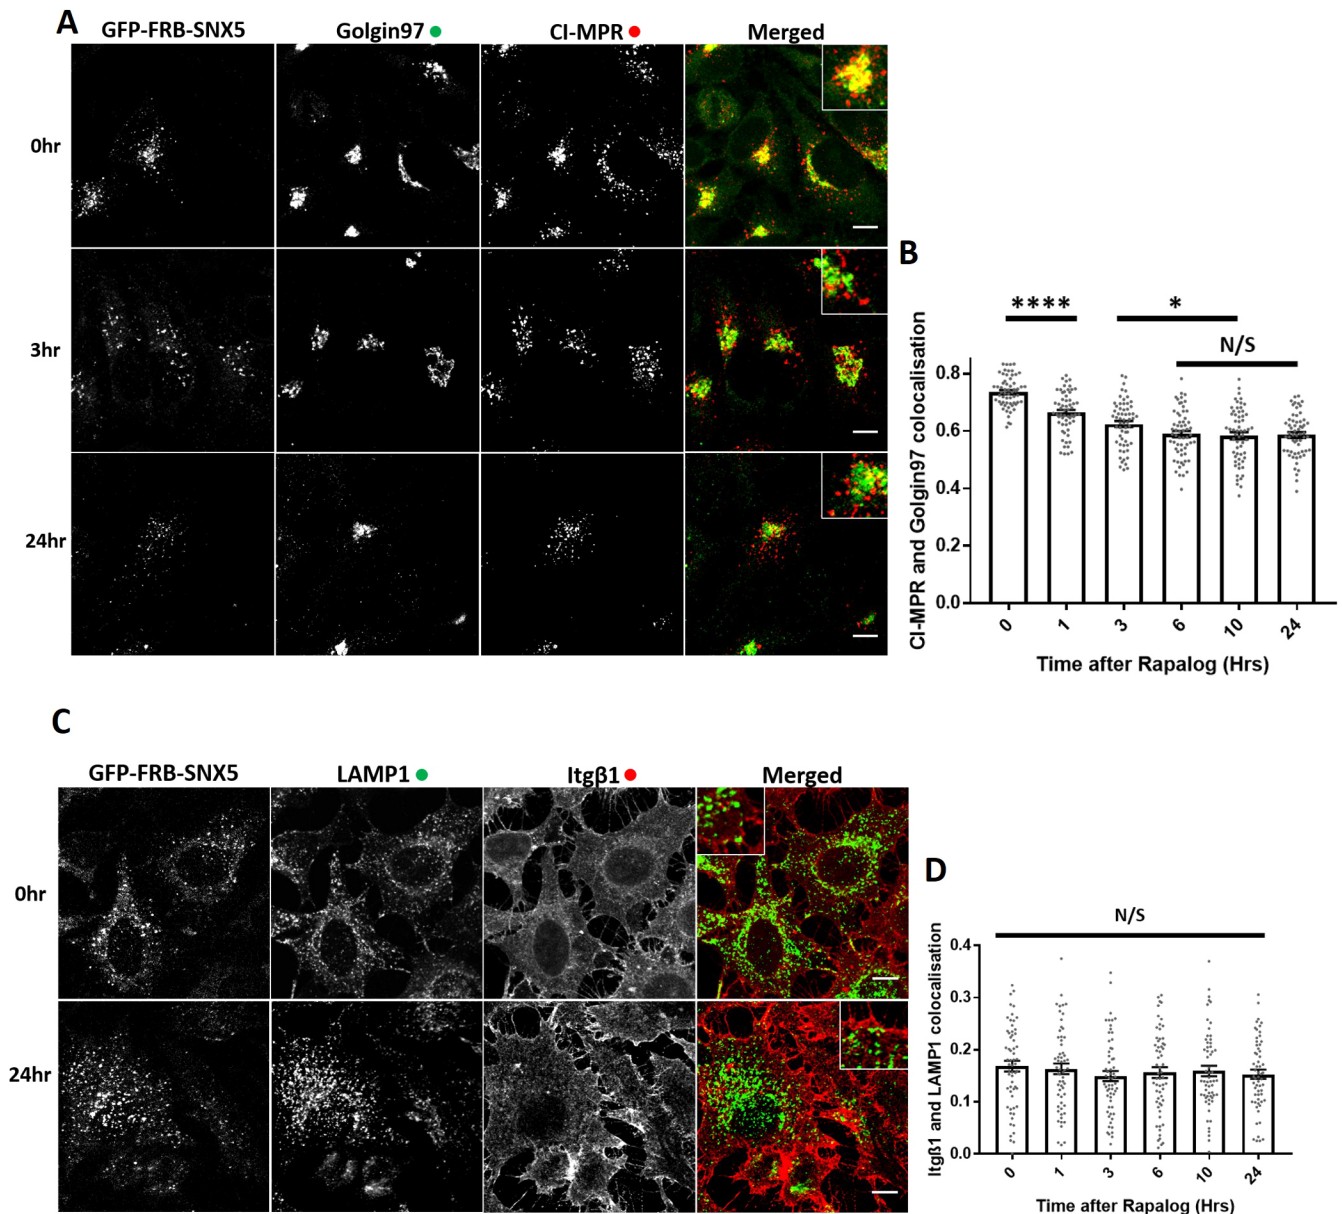 A
GFP-FRB-SNX5 Golgin97 CI-MPR Merged
0hr
3hr
24hr
B
**** *
N/S
CI-MPR and Golgin97 colocalisation
0.8
0.6
0.4
0.2
0.0
0 1 3 6 10 24
Time after Rapalog (Hrs)
C
GFP-FRB-SNX5 LAMP1 Itgβ1 Merged
0hr
24hr
D
N/S
Itgβ1 and LAMP1 colocalisation
0.4
0.3
0.2
0.1
0.0
0 1 3 6 10 24
Time after Rapalog (Hrs)